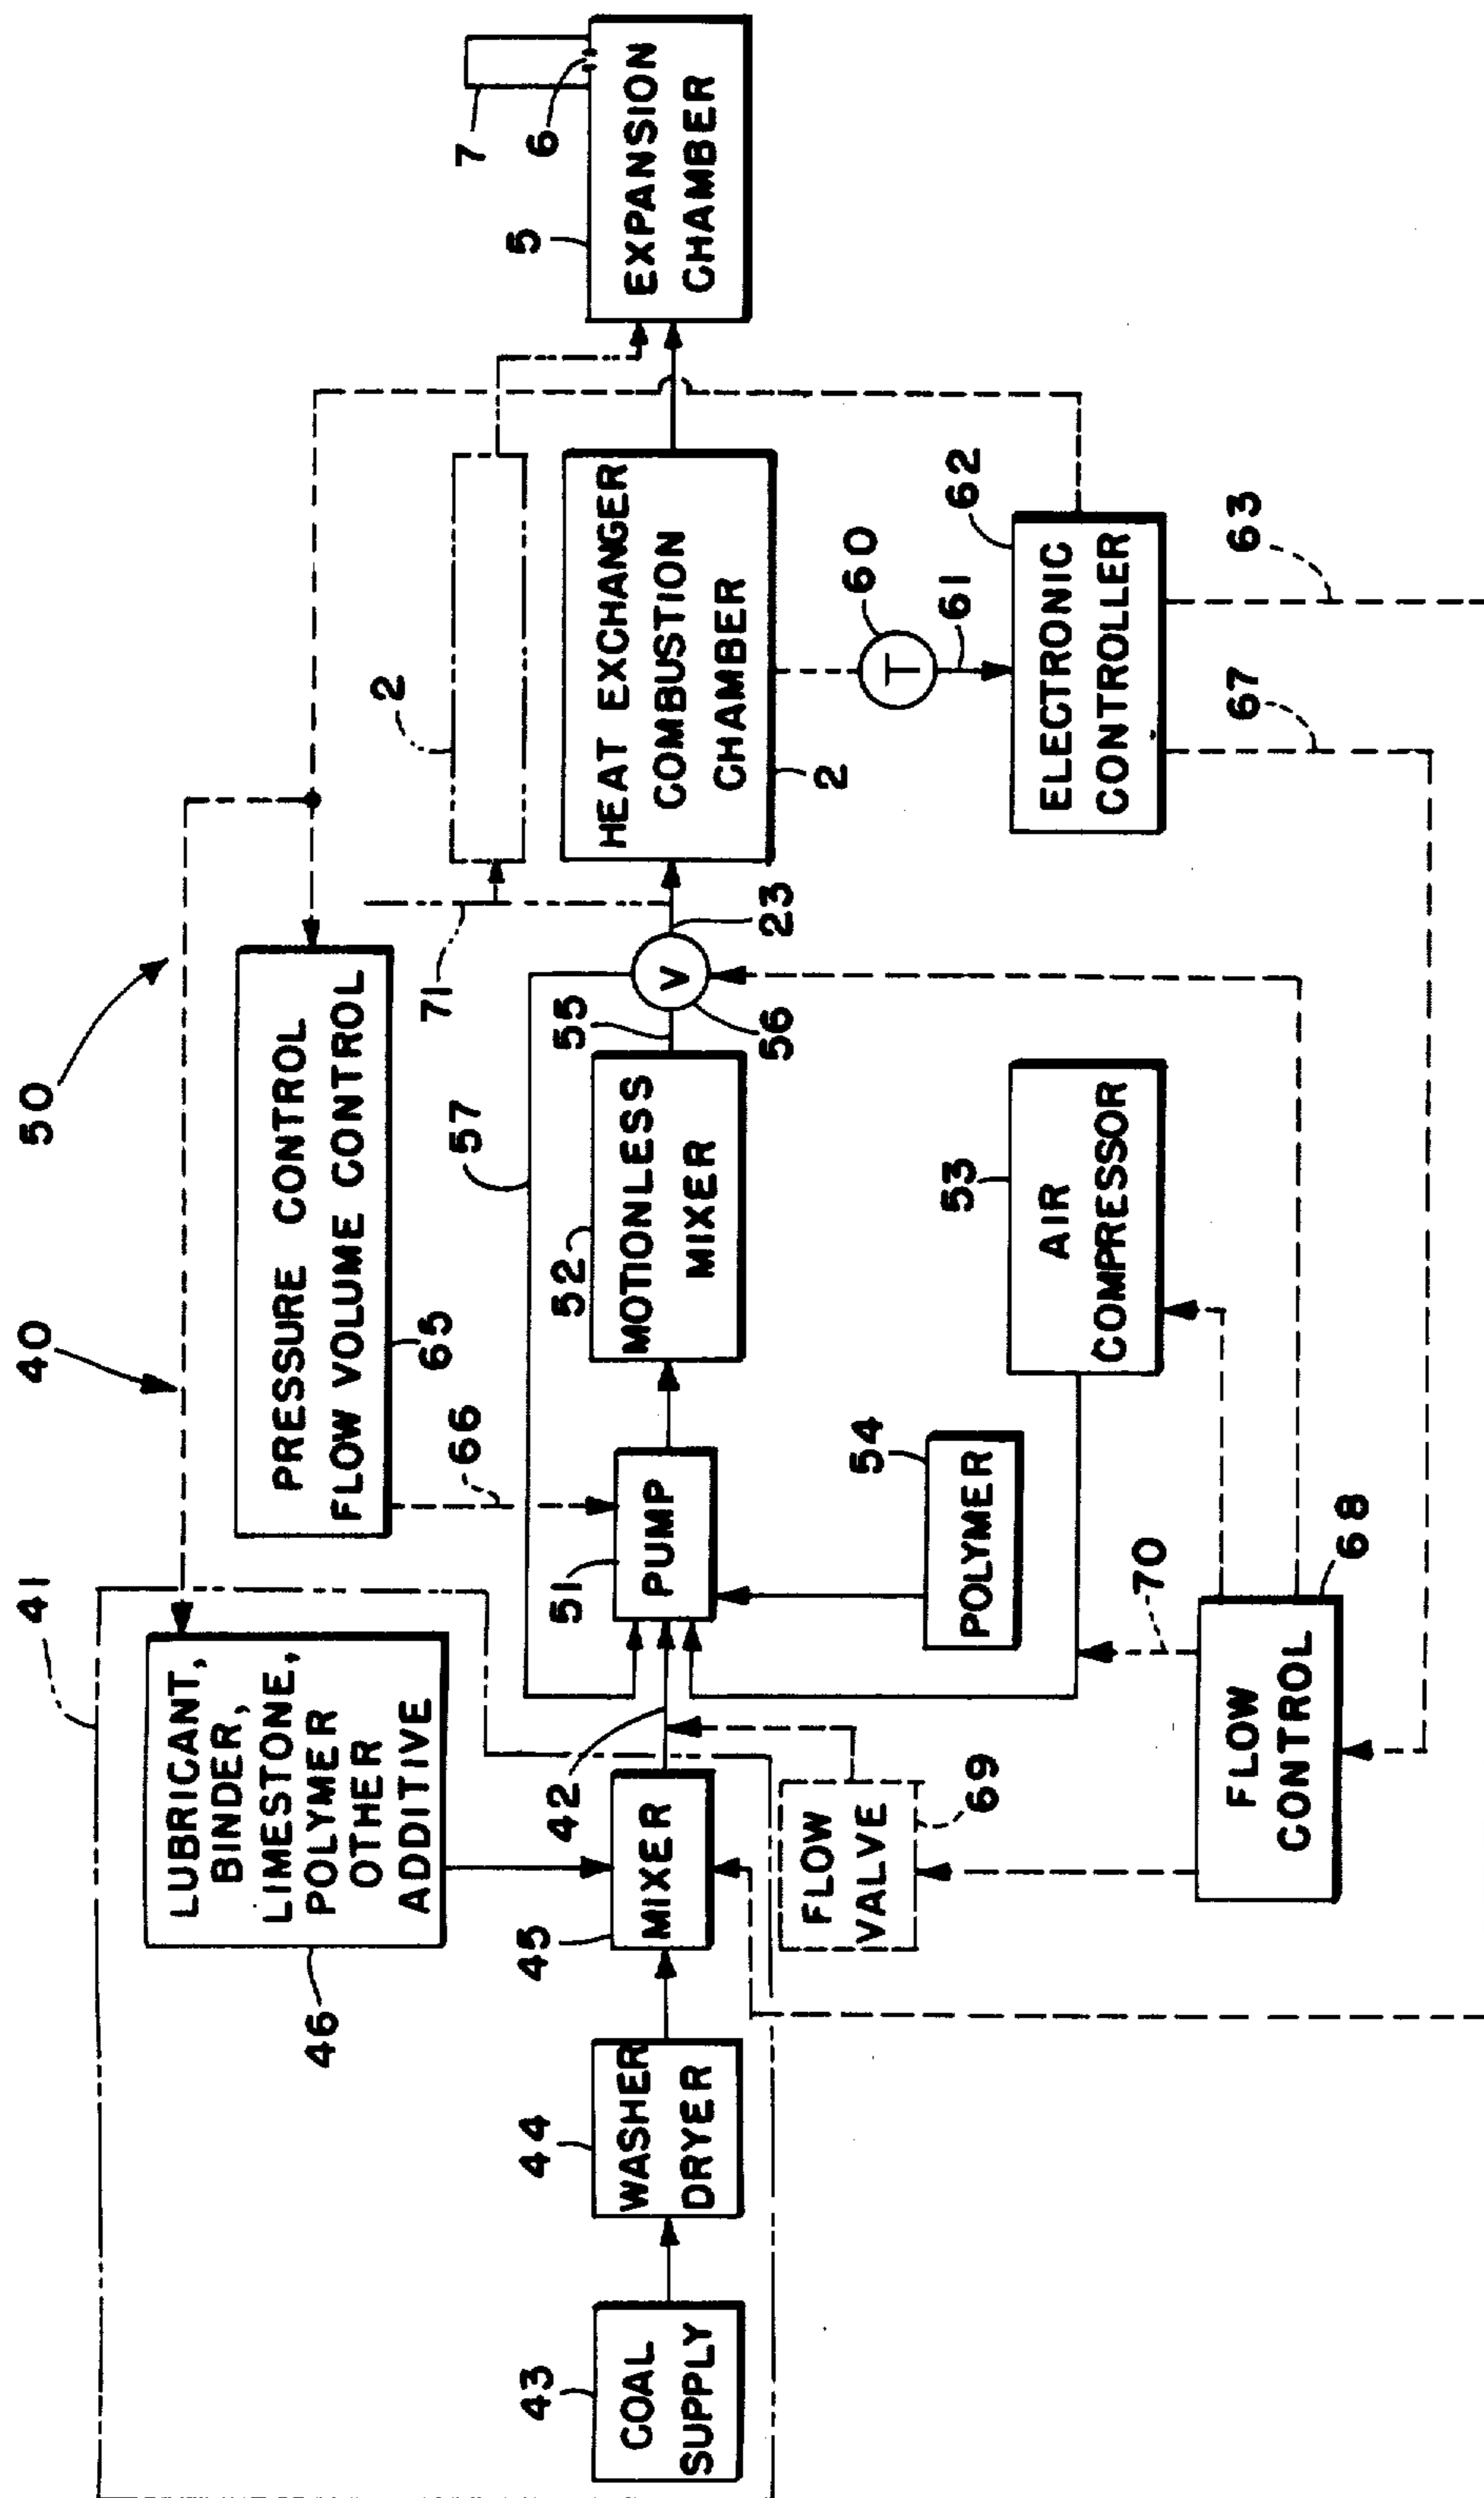 41
40
50
LUBRICANT,
BINDER,
LIMESTONE,
POLYMER
OTHER
ADDITIVE
46
PRESSURE CONTROL
FLOW VOLUME CONTROL
65
66
57
71
2
7
6
5
EXPANSION
CHAMBER
43
COAL
SUPPLY
44
WASHER
DRYER
45
MIXER
42
51
PUMP
52
MOTIONLESS
MIXER
55
V
56
23
HEAT EXCHANGER
COMBUSTION
CHAMBER
2
FLOW
VALVE
69
54
POLYMER
53
AIR
COMPRESSOR
60
T
61
62
ELECTRONIC
CONTROLLER
70
FLOW
CONTROL
68
67
63